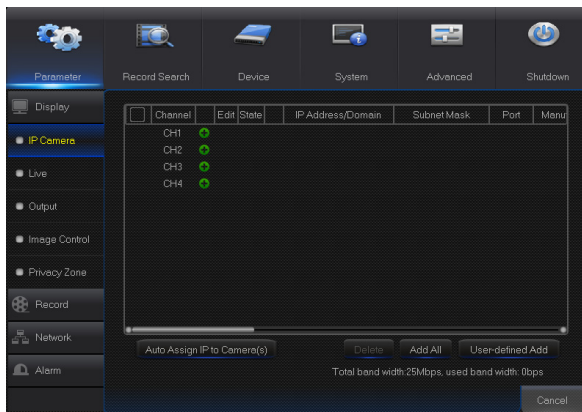 Parameter Record Search Device System Advanced Shutdown
Display
IP Camera
Live
Output
Image Control
Privacy Zone
Record
Network
Alarm
Channel Edit State IP Address/Domain Subnet Mask Port Manu
CH1
CH2
CH3
CH4
Auto Assign IP to Camera(s) Delete Add All User-defined Add
Total band width:25Mbps, used band width: 0bps
Cancel